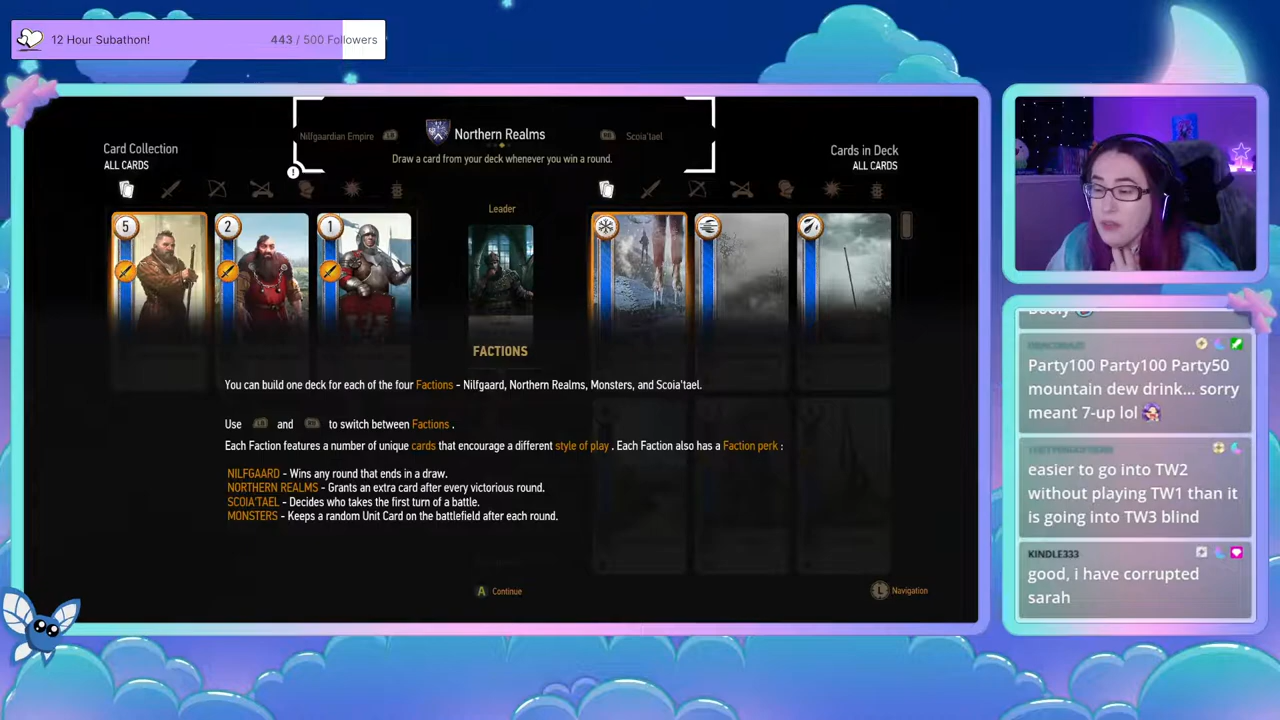 12 Hour Subathon!
443 / 500 Followers
Nilfgaardian Empire LB
Northern Realms
RB Scoia'tael
Draw a card from your deck whenever you win a round.
Card Collection
ALL CARDS
Cards in Deck
ALL CARDS
Leader
5
2
1
FACTIONS
You can build one deck for each of the four Factions - Nilfgaard, Northern Realms, Monsters, and Scoia'tael.
Use LB and RB to switch between Factions .
Each Faction features a number of unique cards that encourage a different style of play . Each Faction also has a Faction perk :
NILFGAARD - Wins any round that ends in a draw.
NORTHERN REALMS - Grants an extra card after every victorious round.
SCOIA'TAEL - Decides who takes the first turn of a battle.
MONSTERS - Keeps a random Unit Card on the battlefield after each round.
A Continue
L Navigation
Party100 Party100 Party50
mountain dew drink... sorry
meant 7-up lol
easier to go into TW2
without playing TW1 than it
is going into TW3 blind
KINDLE333
good, i have corrupted
sarah